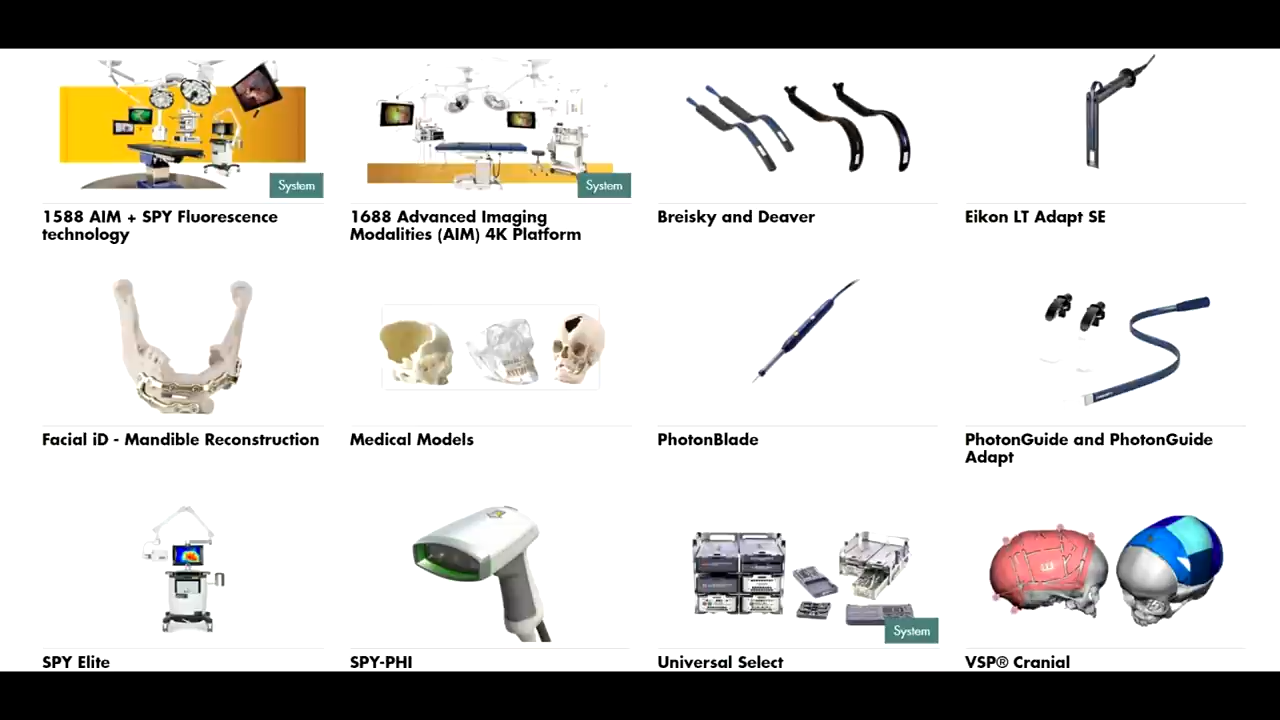 System
System
1588 AIM + SPY Fluorescence
technology
1688 Advanced Imaging
Modalities (AIM) 4K Platform
Breisky and Deaver
Eikon LT Adapt SE
Facial iD - Mandible Reconstruction
Medical Models
PhotonBlade
PhotonGuide and PhotonGuide
Adapt
System
SPY Elite
SPY-PHI
Universal Select
VSP® Cranial